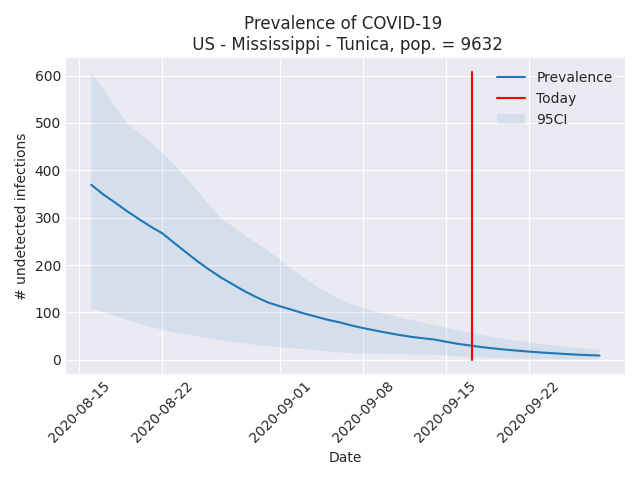 Prevalence of COVID-19
US - Mississippi - Tunica, pop. = 9632
# undetected infections
600
500
400
300
200
100
0
Prevalence
Today
95CI
2020-08-15
2020-08-22
2020-09-01
2020-09-08
2020-09-15
2020-09-22
Date